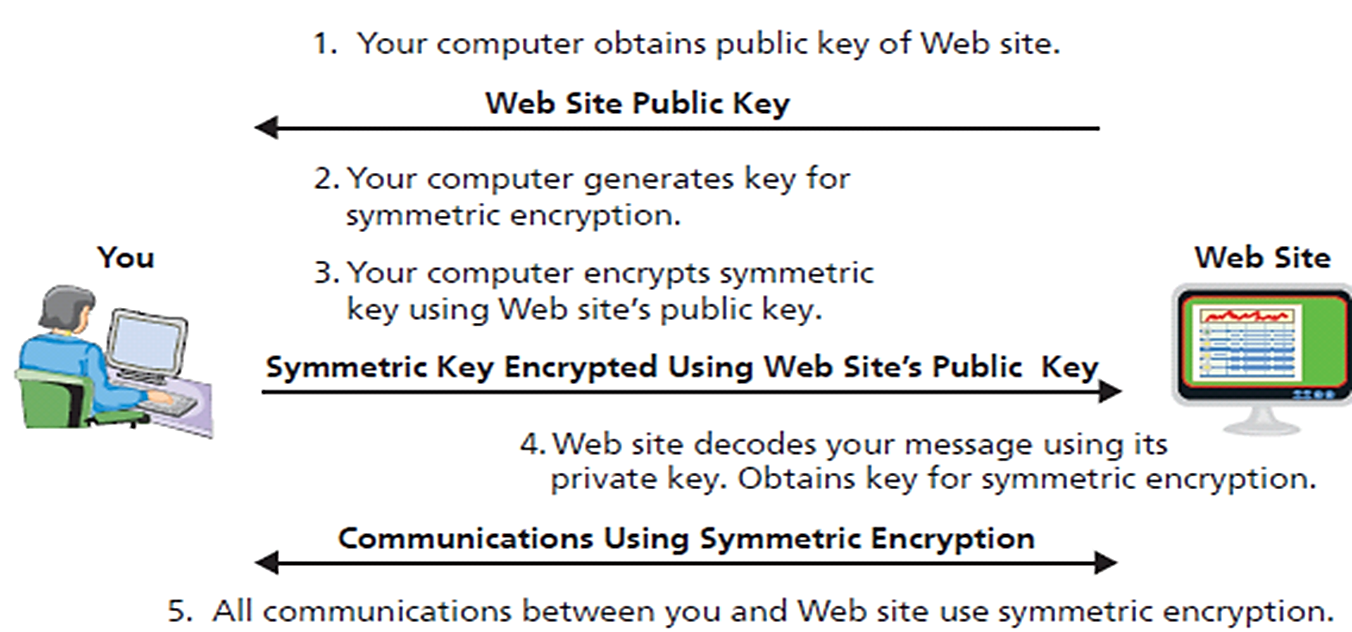 1. Your computer obtains public key of Web site.
Web Site Public Key
2. Your computer generates key for
symmetric encryption.
You
3. Your computer encrypts symmetric
key using Web site's public key.
Web Site
Symmetric Key Encrypted Using Web Site's Public Key
4. Web site decodes your message using its
private key. Obtains key for symmetric encryption.
Communications Using Symmetric Encryption
5. All communications between you and Web site use symmetric encryption.